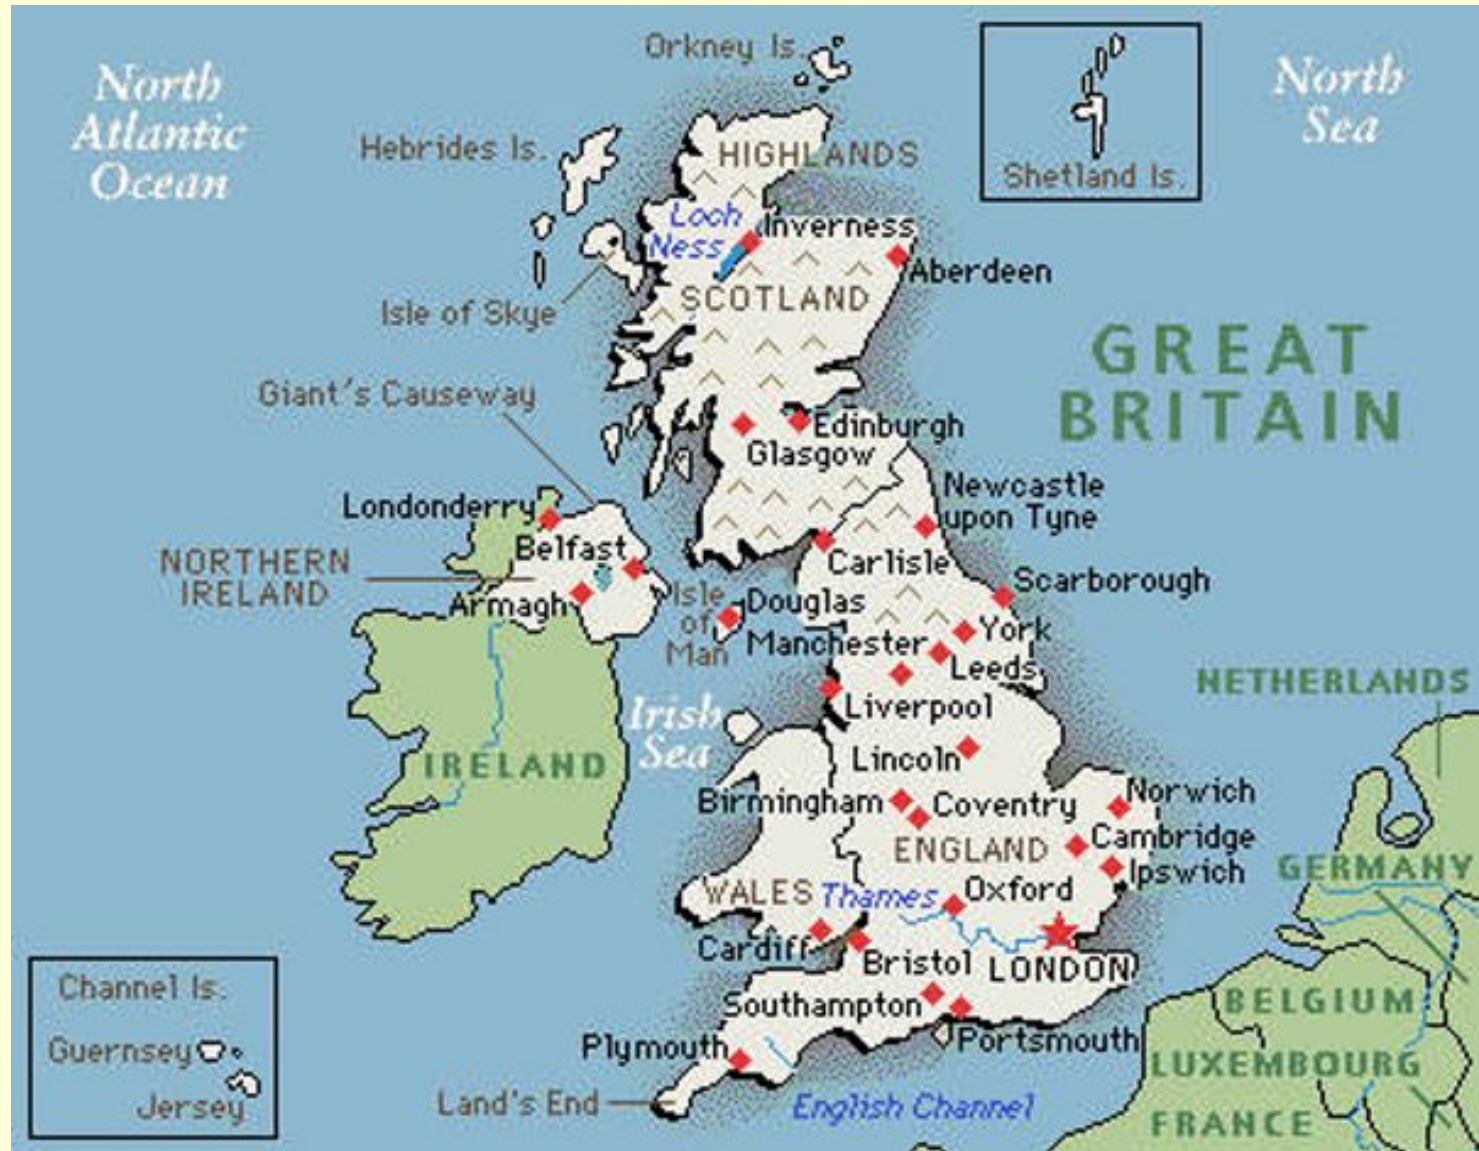 Orkney Is.
North
Atlantic
Ocean
North
Sea
Hebrides Is.
HIGHLANDS
Shetland Is.
Loch
Ness
Inverness
Aberdeen
SCOTLAND
Isle of Skye
GREAT
BRITAIN
Giant's Causeway
Edinburgh
Glasgow
Londonderry
Newcastle
upon Tyne
Belfast
NORTHERN
IRELAND
Carlisle
Scarborough
Armagh
Isle
of
Man
Douglas
York
Manchester
Leeds
NETHERLANDS
Liverpool
Irish
Sea
IRELAND
Lincoln
Birmingham
Coventry
Norwich
Cambridge
ENGLAND
Ipswich
GERMANY
WALES
Thames
Oxford
Cardiff
Bristol
LONDON
Channel Is.
Southampton
BELGIUM
Guernsey
Plymouth
Portsmouth
LUXEMBOURG
Jersey
Land's End
English Channel
FRANCE